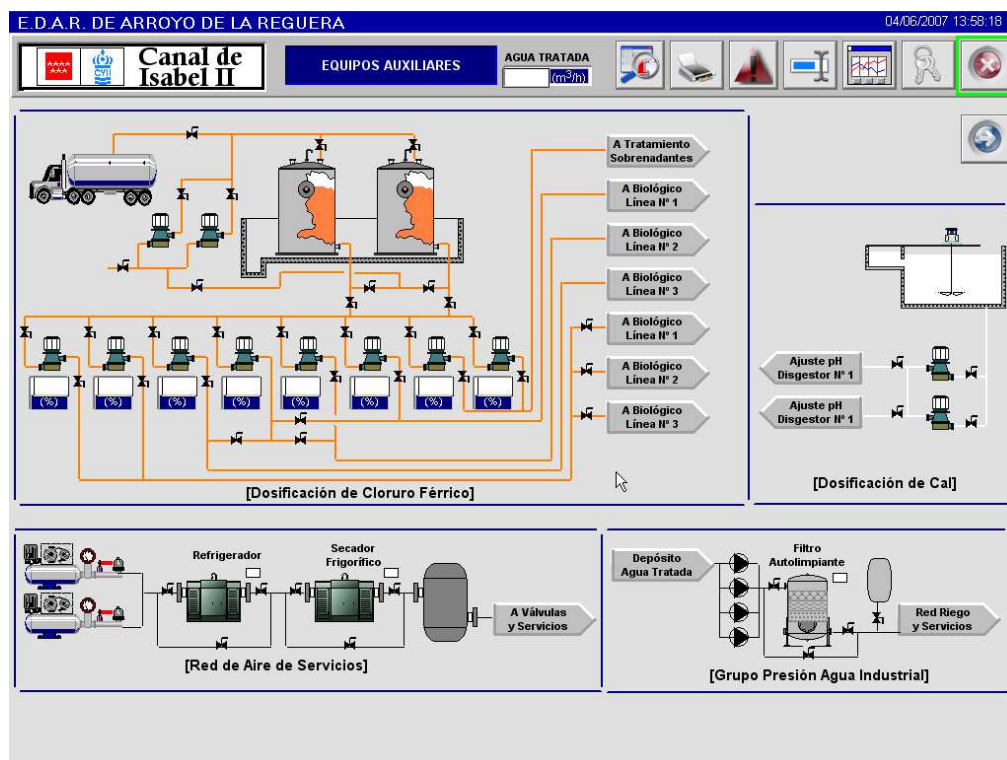 E.D.A.R. DE ARROYO DE LA REGUERA
04/06/2007 13:58:18
Canal de
Isabel II
EQUIPOS AUXILIARES
AGUA TRATADA
(m³/h)
A Tratamiento
Sobrenadantes
A Biológico
Línea Nº 1
A Biológico
Línea Nº 2
A Biológico
Línea Nº 3
A Biológico
Línea Nº 1
A Biológico
Línea Nº 2
A Biológico
Línea Nº 3
(%) (%) (%) (%) (%) (%) (%) (%)
[Dosificación de Cloruro Férrico]
Ajuste pH
Disgestor Nº 1
Ajuste pH
Disgestor Nº 1
[Dosificación de Cal]
Refrigerador
Secador
Frigorífico
A Válvulas
y Servicios
[Red de Aire de Servicios]
Depósito
Agua Tratada
Filtro
Autolimpiante
Red Riego
y Servicios
[Grupo Presión Agua Industrial]